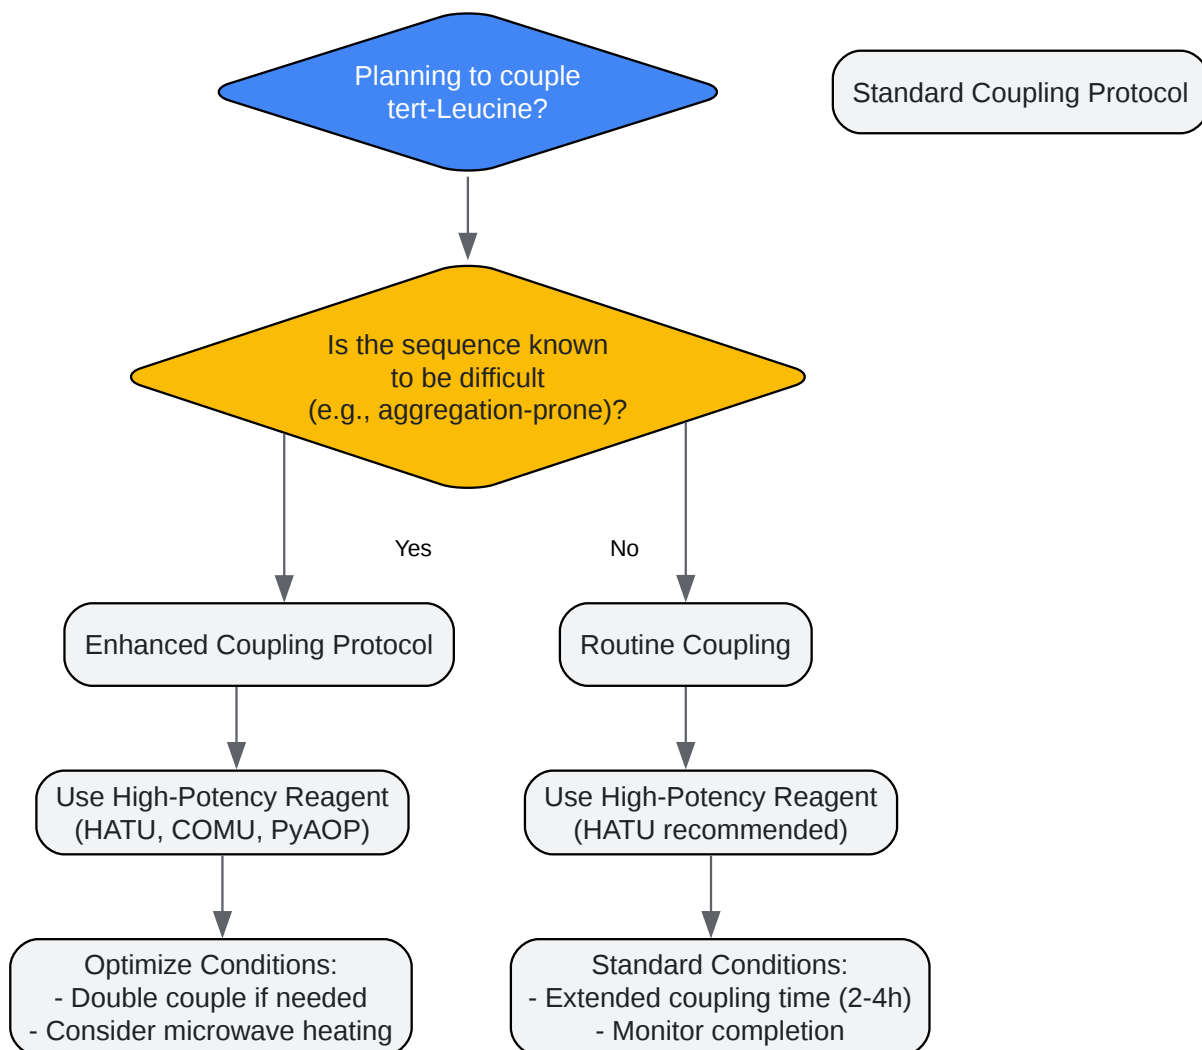 Planning to couple
tert-Leucine?
Standard Coupling Protocol
Is the sequence known
to be difficult
(e.g., aggregation-prone)?
Yes
No
Enhanced Coupling Protocol
Routine Coupling
Use High-Potency Reagent
(HATU, COMU, PyAOP)
Use High-Potency Reagent
(HATU recommended)
Optimize Conditions:
- Double couple if needed
- Consider microwave heating
Standard Conditions:
- Extended coupling time (2-4h)
- Monitor completion